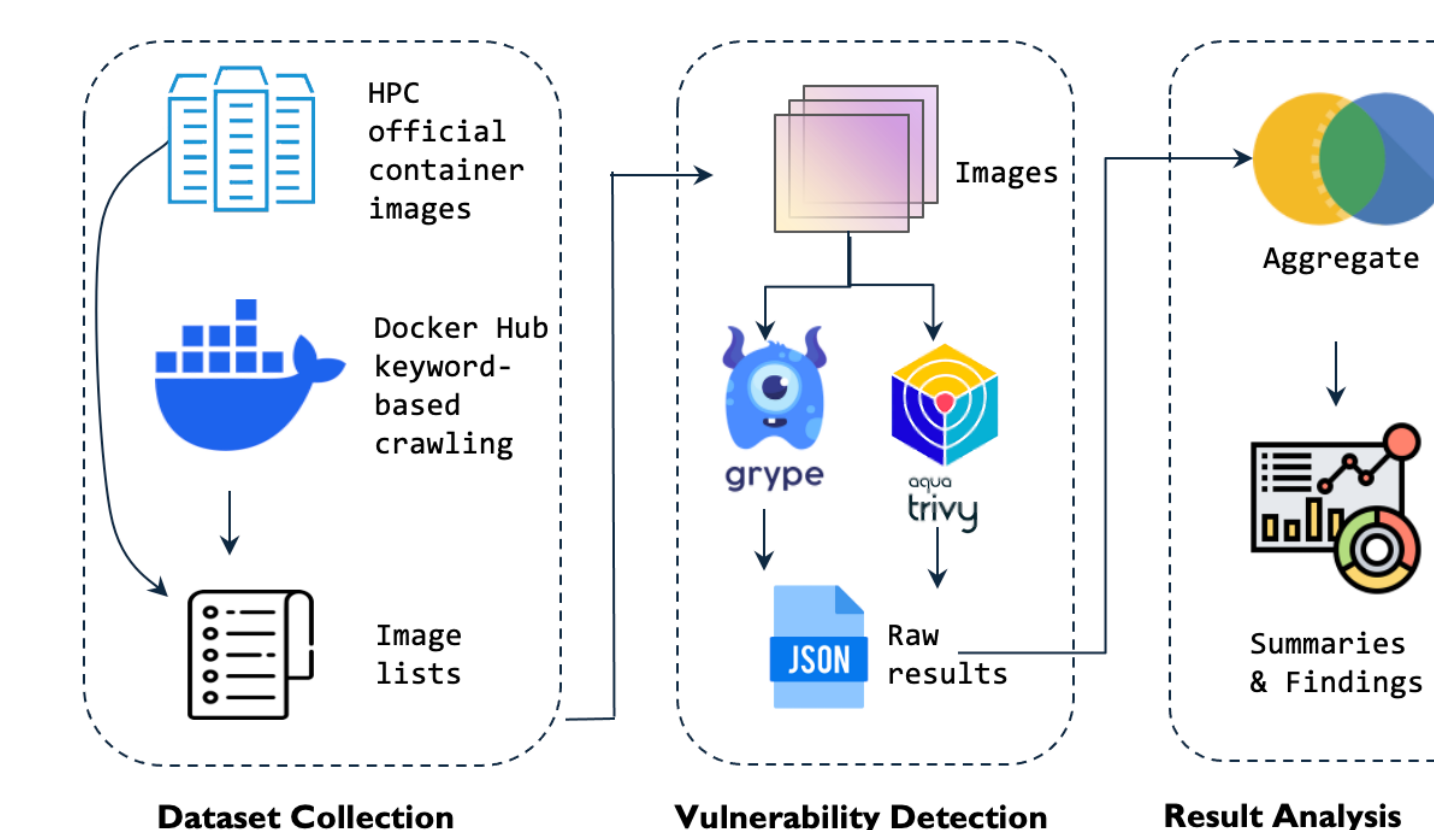 HPC
official
container
images
Docker Hub
keyword-
based
crawling
Image
lists
Dataset Collection
Images
grype
aqua
trivy
JSON
Raw
results
Vulnerability Detection
Aggregate
Summaries
& Findings
Result Analysis